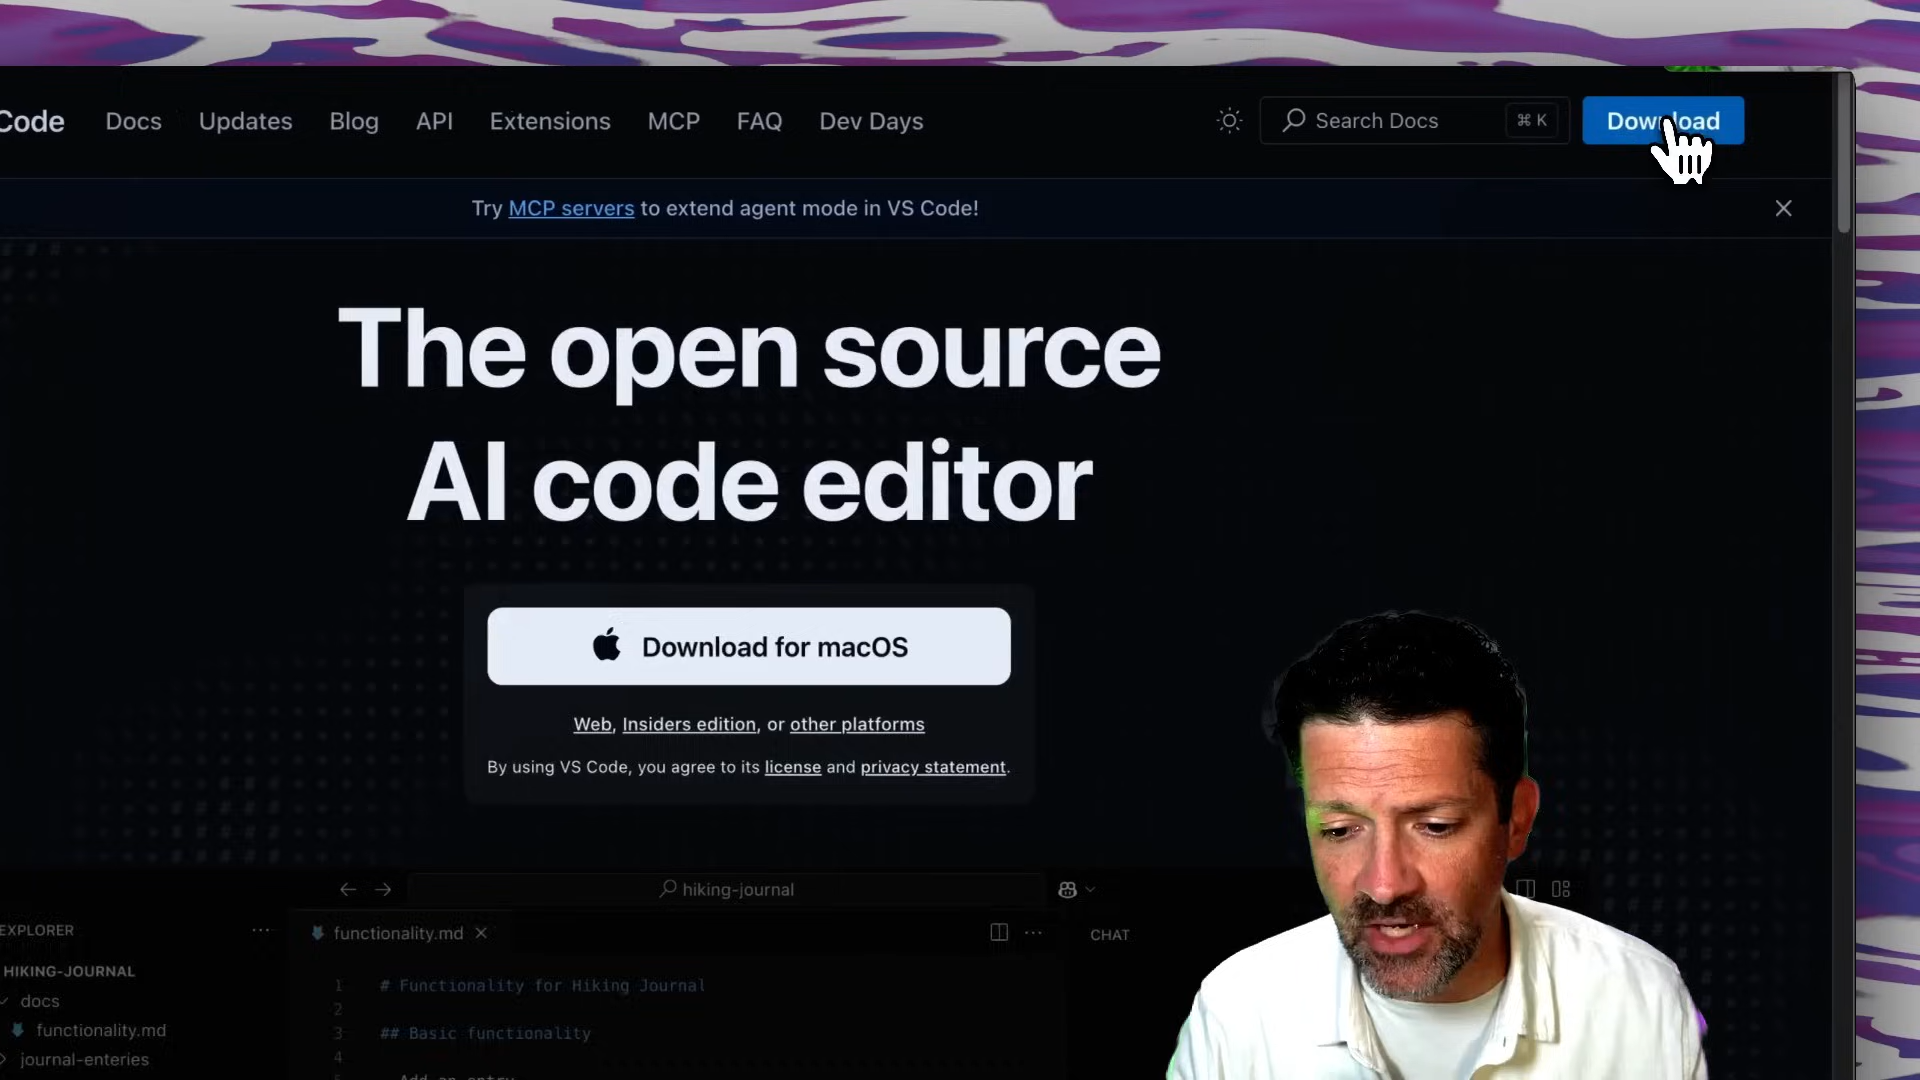 Code Docs Updates Blog API Extensions MCP FAQ Dev Days Search Docs ⌘ K Download
Try MCP servers to extend agent mode in VS Code!
The open source
AI code editor
Download for macOS
Web, Insiders edition, or other platforms
By using VS Code, you agree to its license and privacy statement.
hiking-journal
EXPLORER
functionality.md
CHAT
HIKING-JOURNAL
1 # Functionality for Hiking Journal
docs
2
functionality.md
3 ## Basic functionality
journal-enteries
4
Add an entry